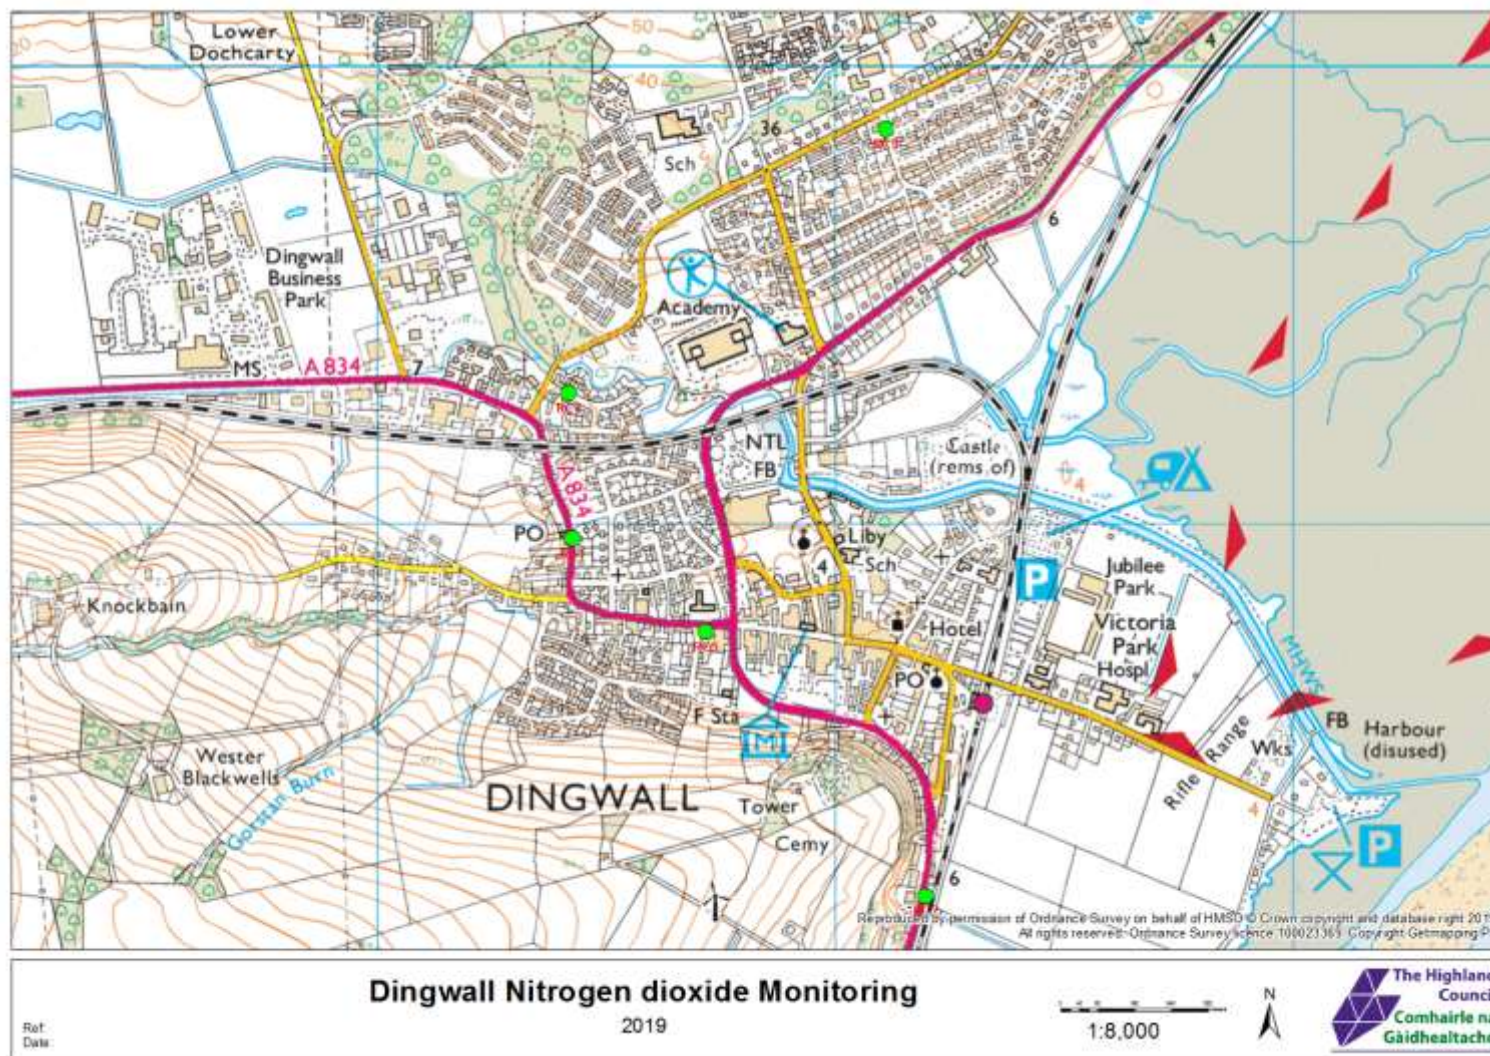 Lower
Dochcarty
50
40
36
Sch
Dingwall
Business
Park
Academy
MS
A 834
7
6
4
NTL
FB
Castle
(rems of)
4
A 834
PO
Liby
Sch
4
Knockbain
Jubilee
Park
Victoria
Park
Hospl
Hotel
PO
P
MHWS
F Sta
M
Wester
Blackwells
Gorstan Burn
DINGWALL
Tower
Cemy
Rifle Range
Wks
FB
Harbour
(disused)
4
P
6
Reproduced by permission of Ordnance Survey on behalf of HMSO © Crown copyright and database right
All rights reserved. Ordnance Survey licence 100023369. Copyright Getmapping
Dingwall Nitrogen dioxide Monitoring
2019
Ref:
Date:
1:8,000
N
The Highland
Council
Comhairle na
Gàidhealtachd